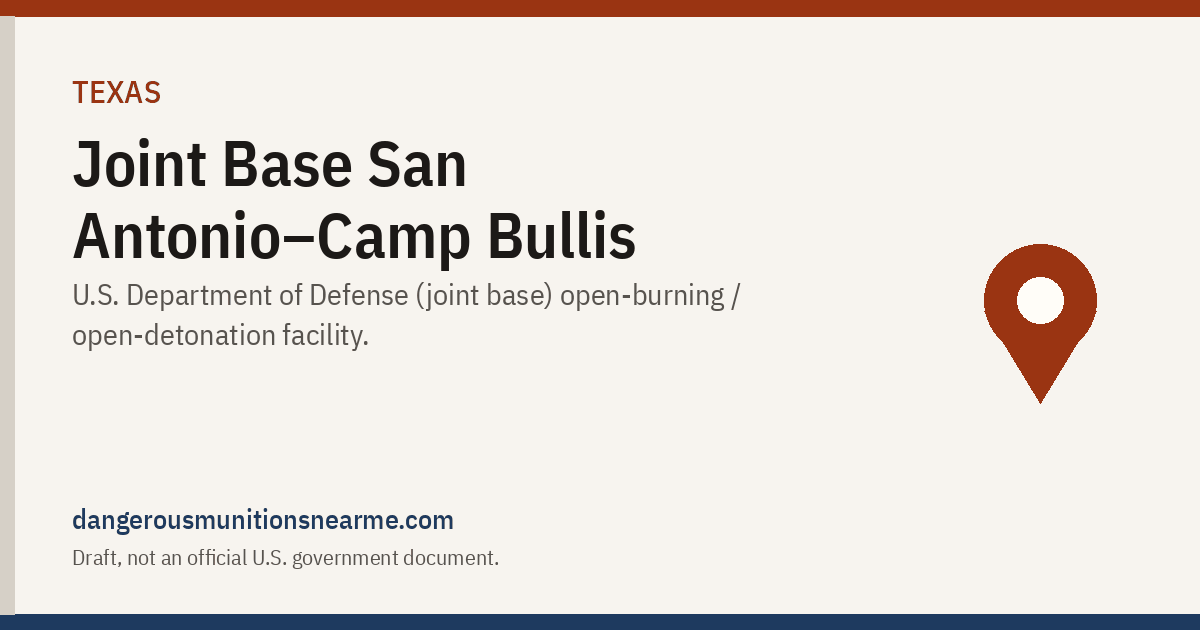 TEXAS
Joint Base San
Antonio–Camp Bullis
U.S. Department of Defense (joint base) open-burning /
open-detonation facility.
dangerousmunitionsnearme.com
Draft, not an official U.S. government document.